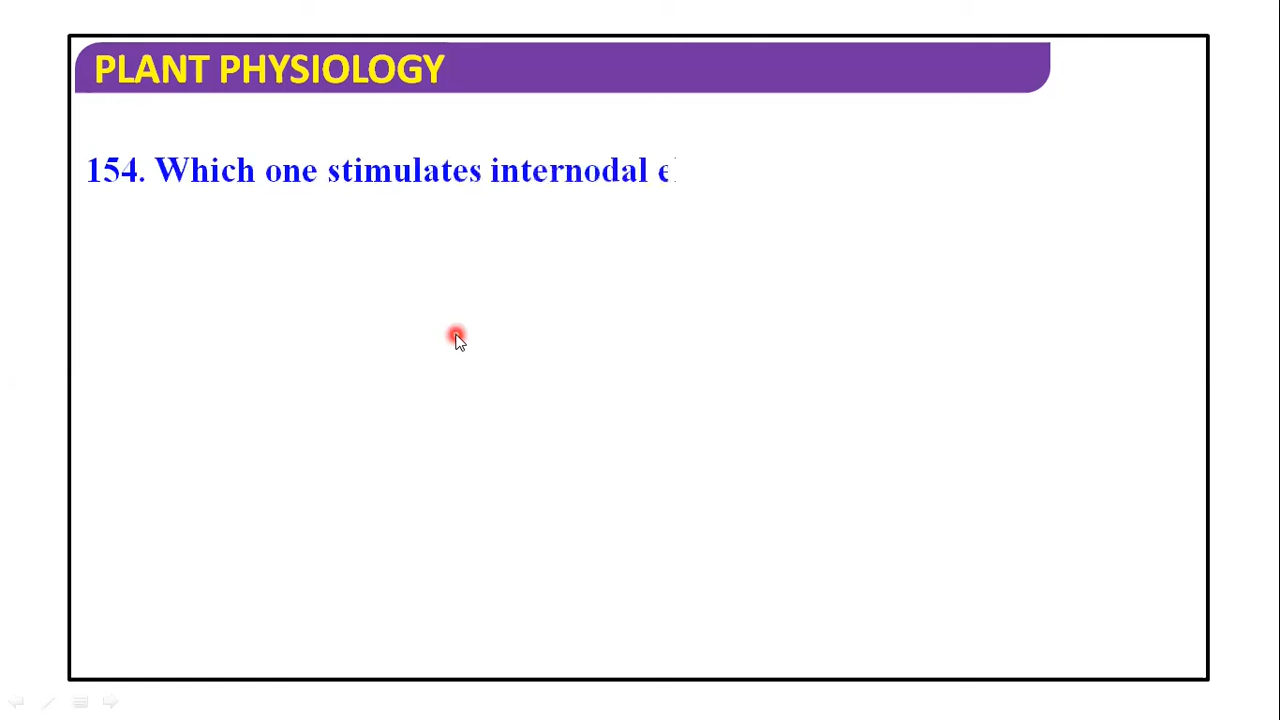 PLANT PHYSIOLOGY
154. Which one stimulates internodal